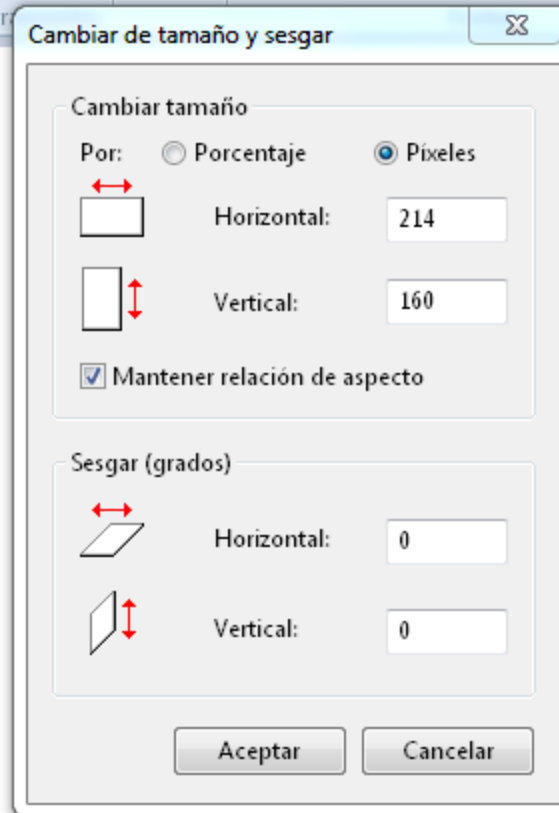 Cambiar de tamaño y sesgar
Cambiar tamaño
Por: Porcentaje Píxeles
Horizontal: 214
Vertical: 160
Mantener relación de aspecto
Sesgar (grados)
Horizontal: 0
Vertical: 0
Aceptar Cancelar